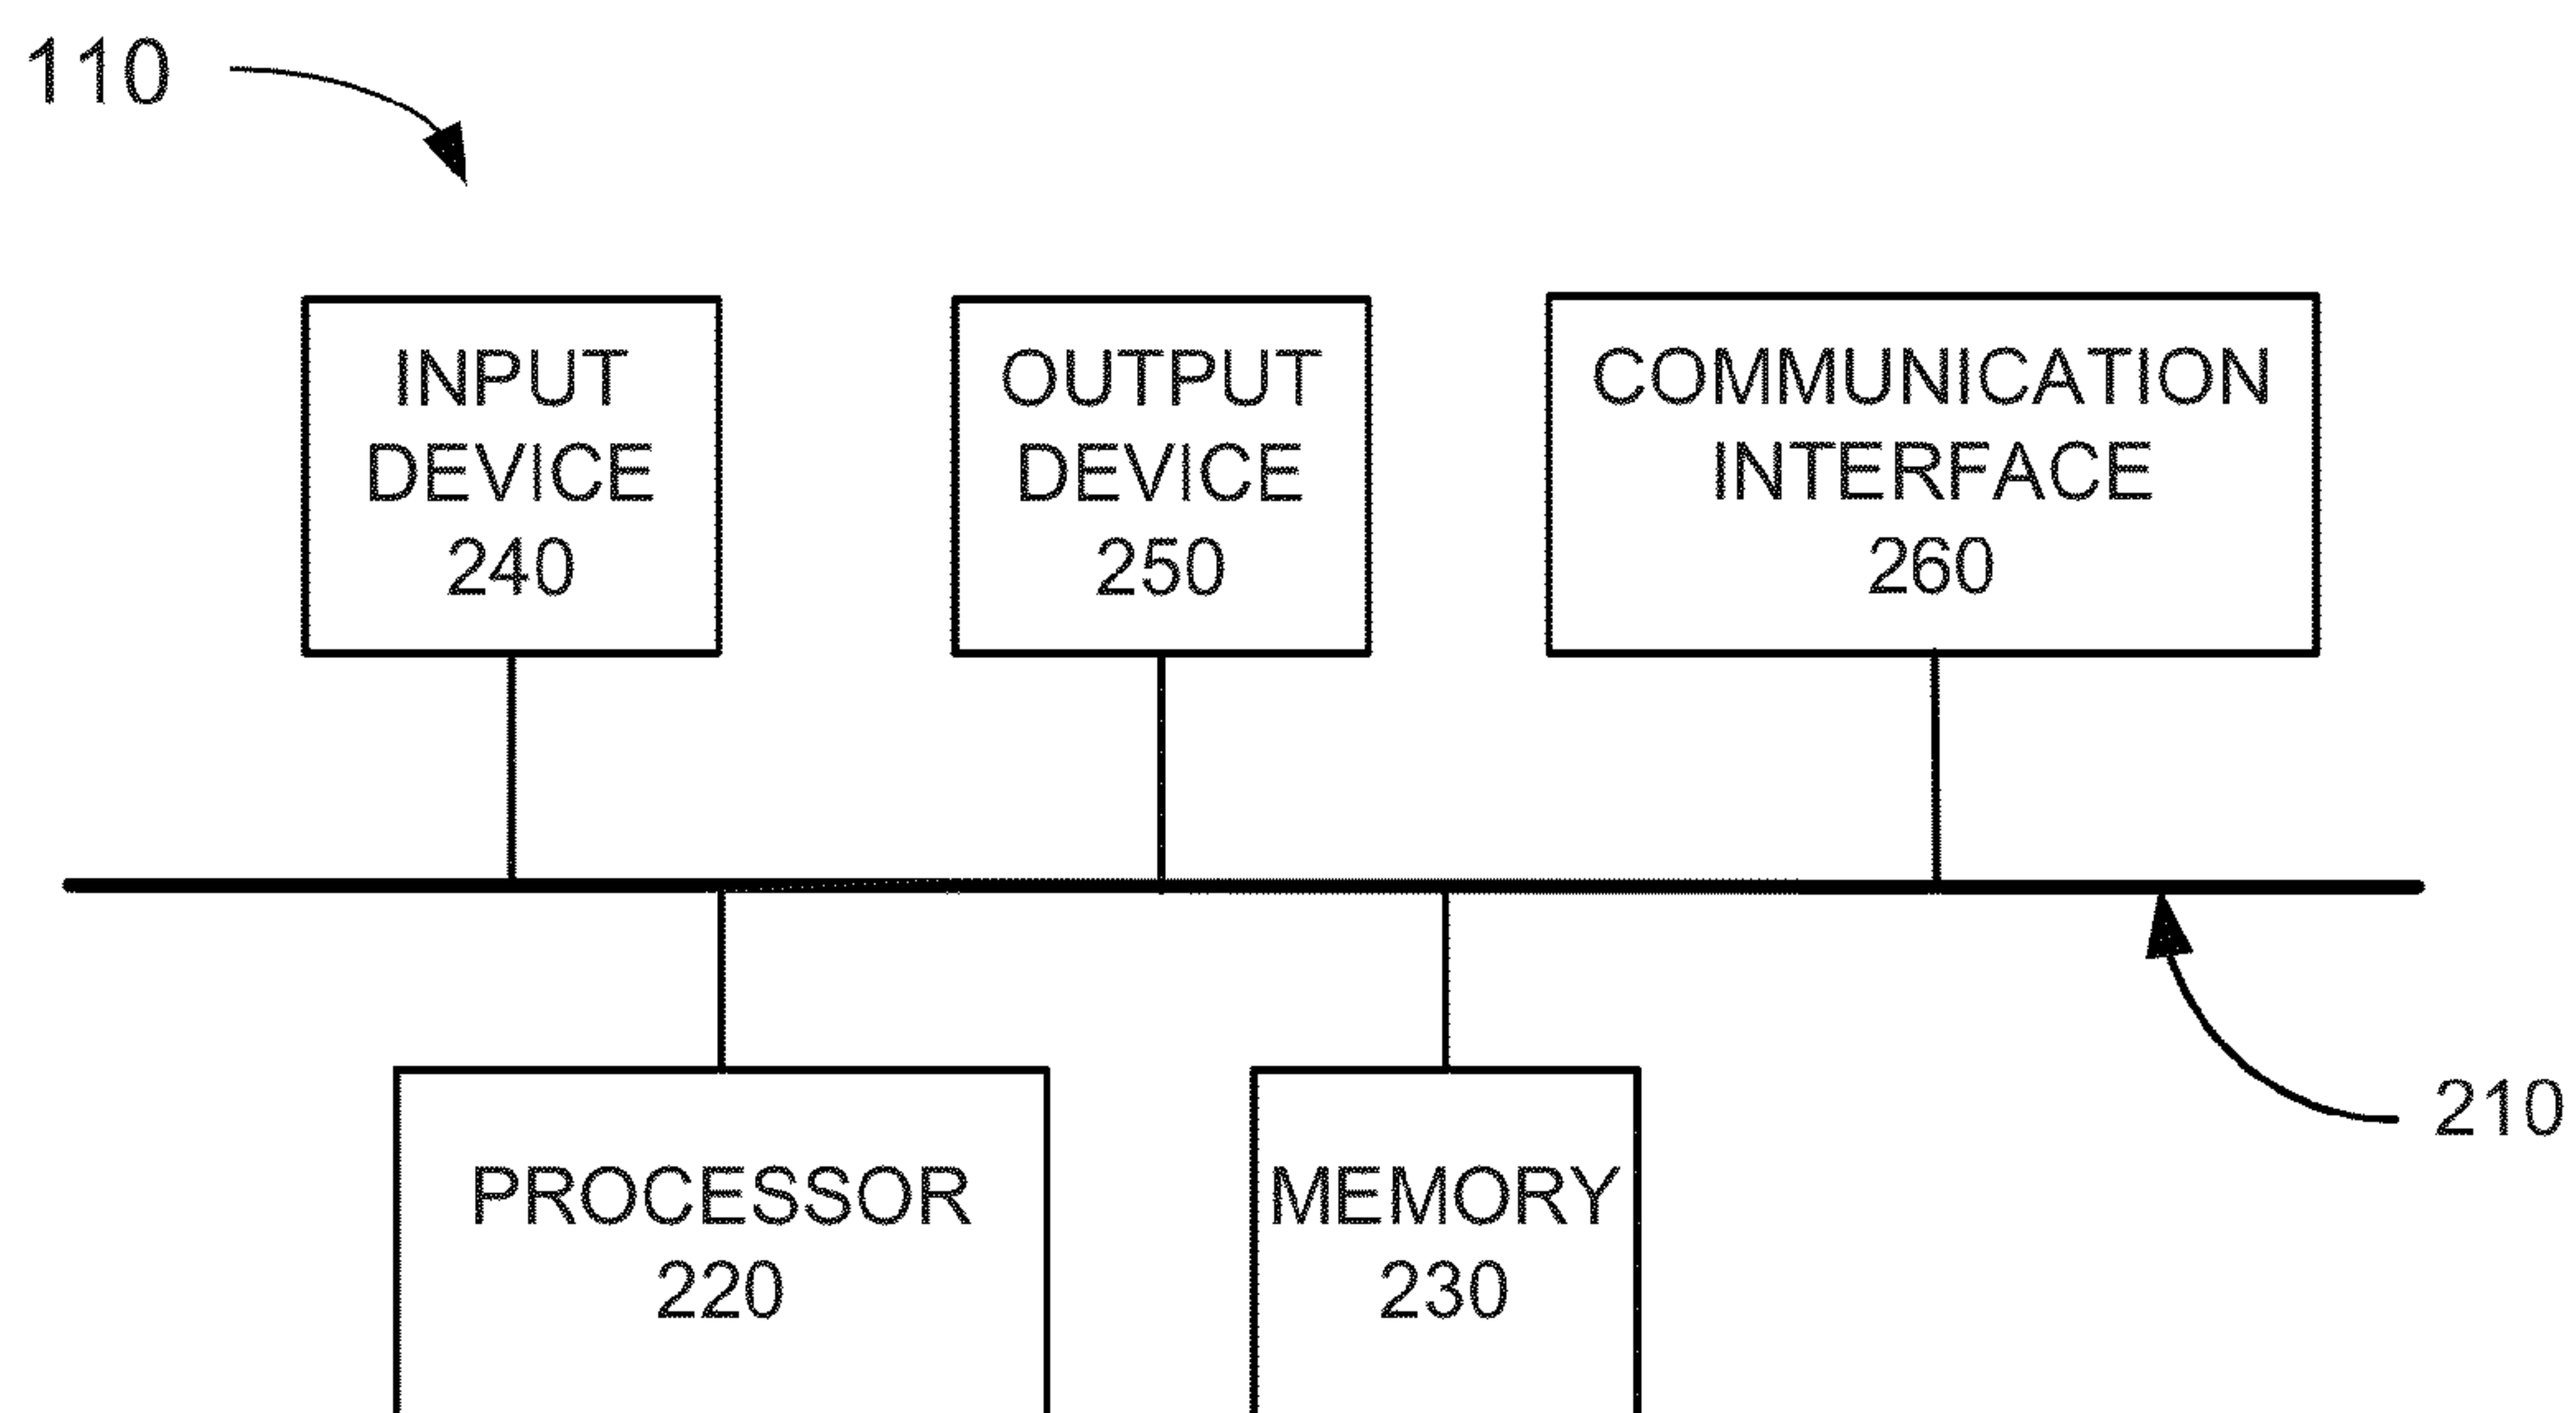 110
INPUT
DEVICE
240
OUTPUT
DEVICE
250
COMMUNICATION
INTERFACE
260
210
PROCESSOR
220
MEMORY
230